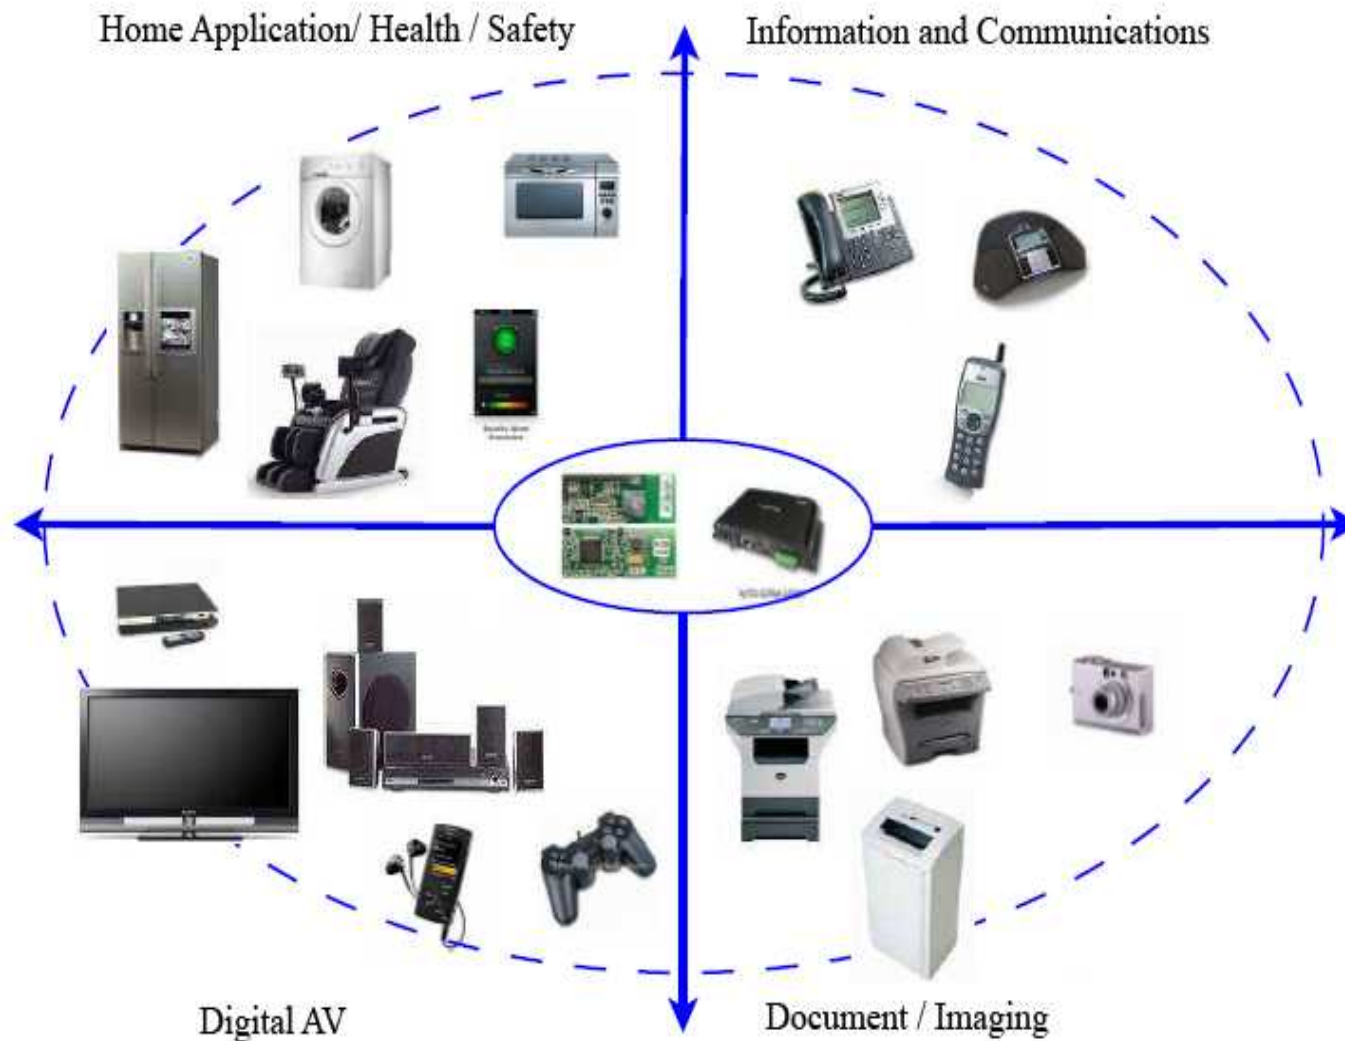 Home Application/ Health / Safety
Information and Communications
Digital AV
Document / Imaging